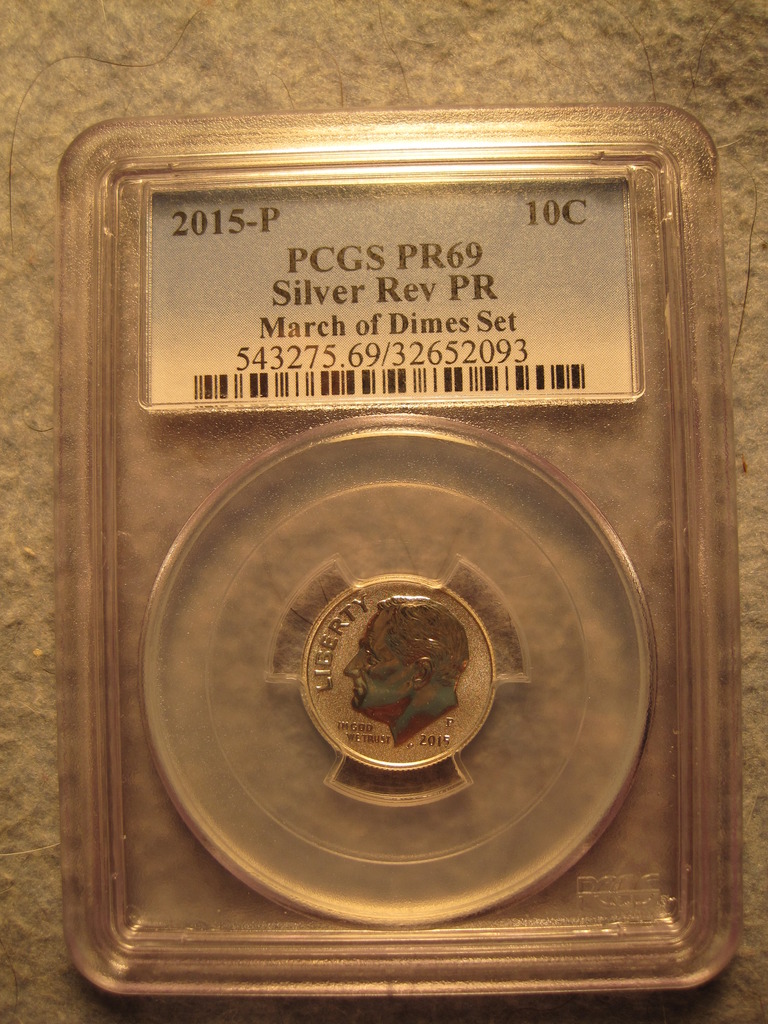 2015-P 10C
PCGS PR69
Silver Rev PR
March of Dimes Set
543275.69/32652093
LIBERTY
IN GOD
WE TRUST
P
2015
PCGS